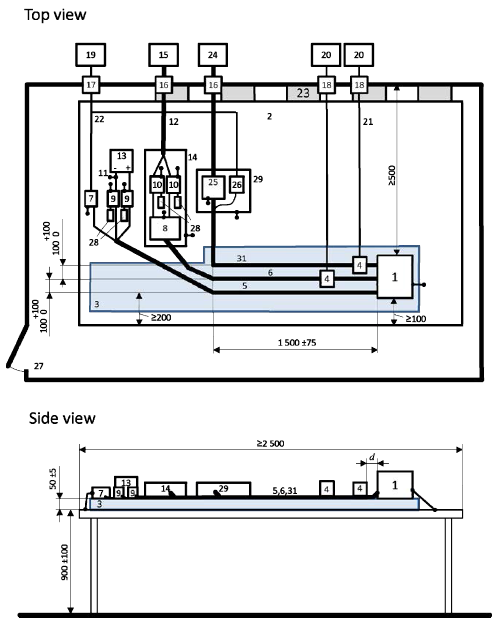 Top view
19 15 24 20 20
17 16 16 18 18
23
22 12 2 21
13
- +
11
14
≥500
7 9 9 10 10 25 26 29
28 8 28
+100
100 0
31
6
5
4 4 1
3
+100
100 0
≥200 ≥100
1 500 ±75
27
Side view
≥2 500
50 ±5
d
13
7 9 9 14 29 5,6,31 4 4 1
3
900 ±100